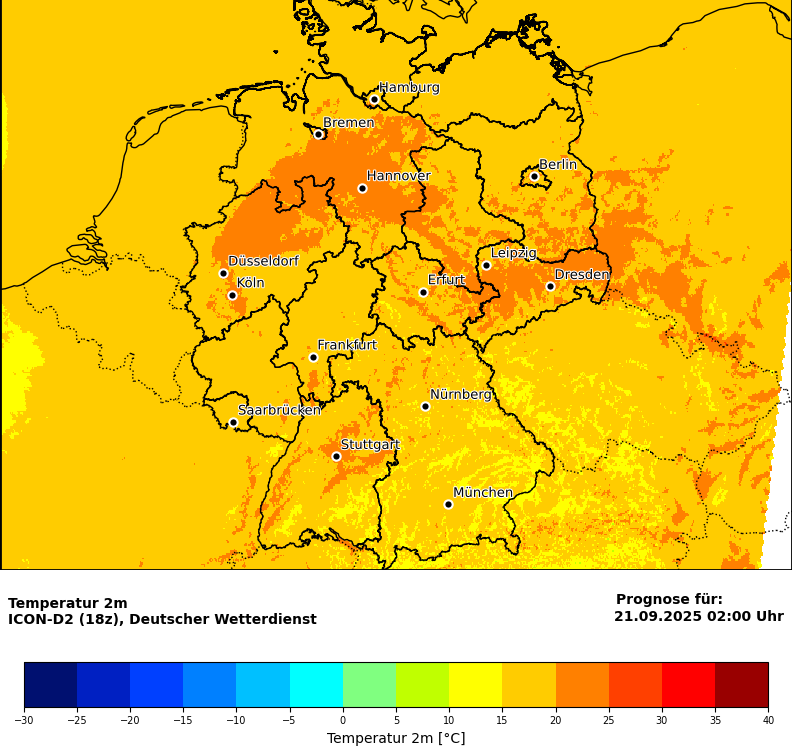 Hamburg
Bremen
Berlin
Hannover
Leipzig
Düsseldorf
Dresden
Köln
Erfurt
Frankfurt
Nürnberg
Saarbrücken
Stuttgart
München
Temperatur 2m
ICON-D2 (18z), Deutscher Wetterdienst
Prognose für:
21.09.2025 02:00 Uhr
−30 −25 −20 −15 −10 −5 0 5 10 15 20 25 30 35 40
Temperatur 2m [°C]